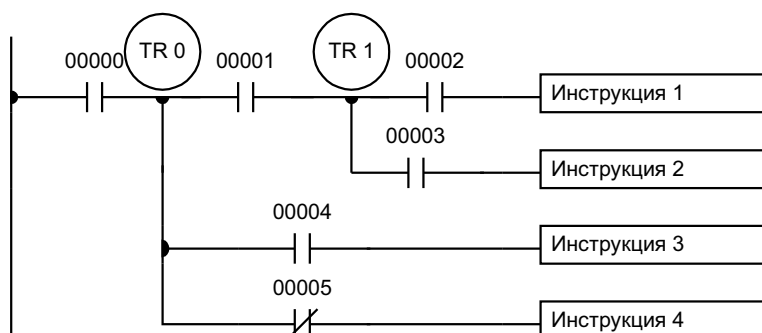 TR 0
TR 1
00000
00001
00002
Инструкция 1
00003
Инструкция 2
00004
Инструкция 3
00005
Инструкция 4